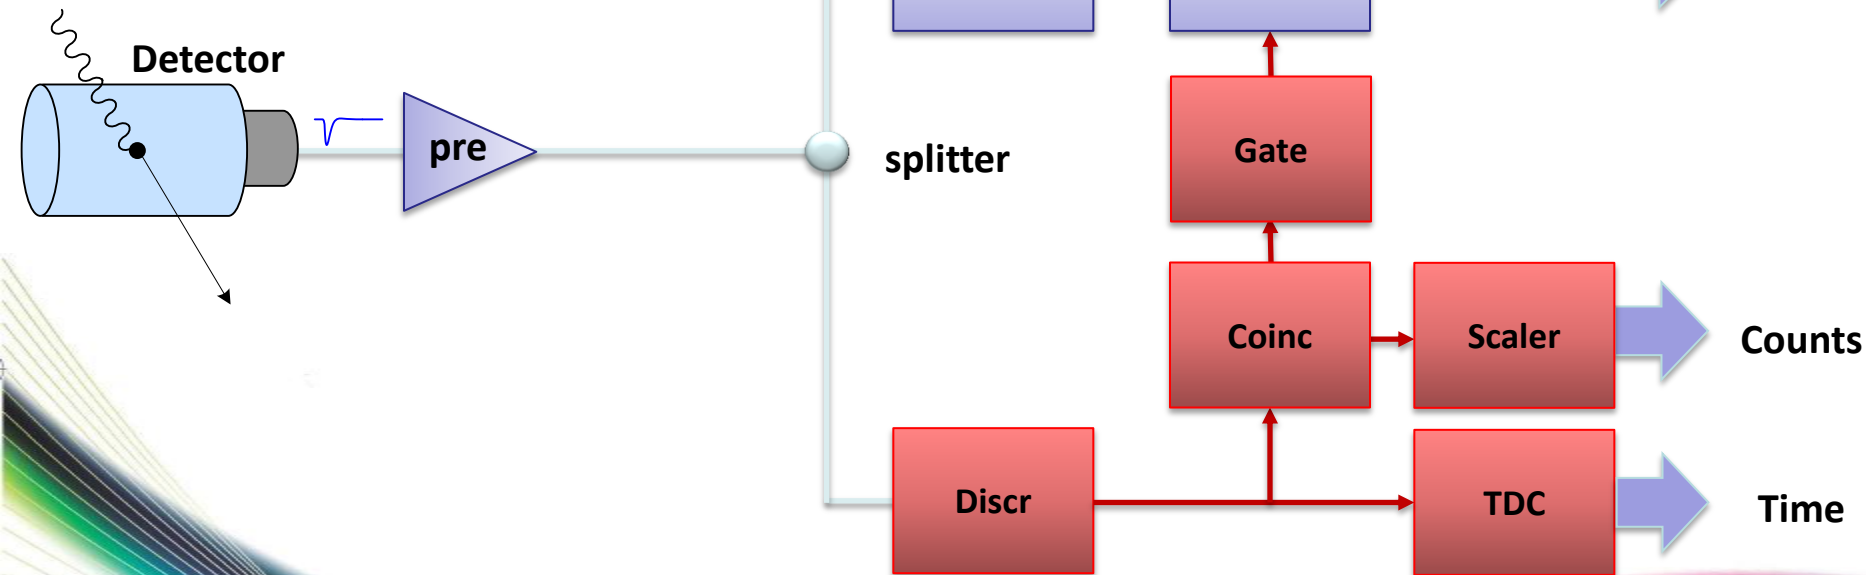 Detector
pre
splitter
Gate
Coinc
Scaler
Counts
Discr
TDC
Time